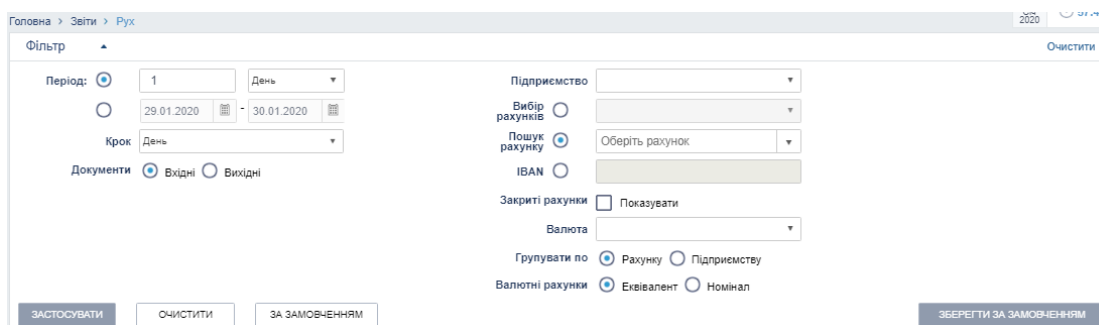 Головна > Звіти > Рух
2020
Фільтр
Очистити
Період:
1
День
29.01.2020 - 30.01.2020
Крок
День
Документи
Вхідні
Вихідні
Підприємство
Вибір
рахунків
Пошук
рахунку
Оберіть рахунок
IBAN
Закриті рахунки
Показувати
Валюта
Групувати по
Рахунку
Підприємству
Валютні рахунки
Еквівалент
Номінал
ЗАСТОСУВАТИ
ОЧИСТИТИ
ЗА ЗАМОВЧЕННЯМ
ЗБЕРЕГТИ ЗА ЗАМОВЧЕННЯМ